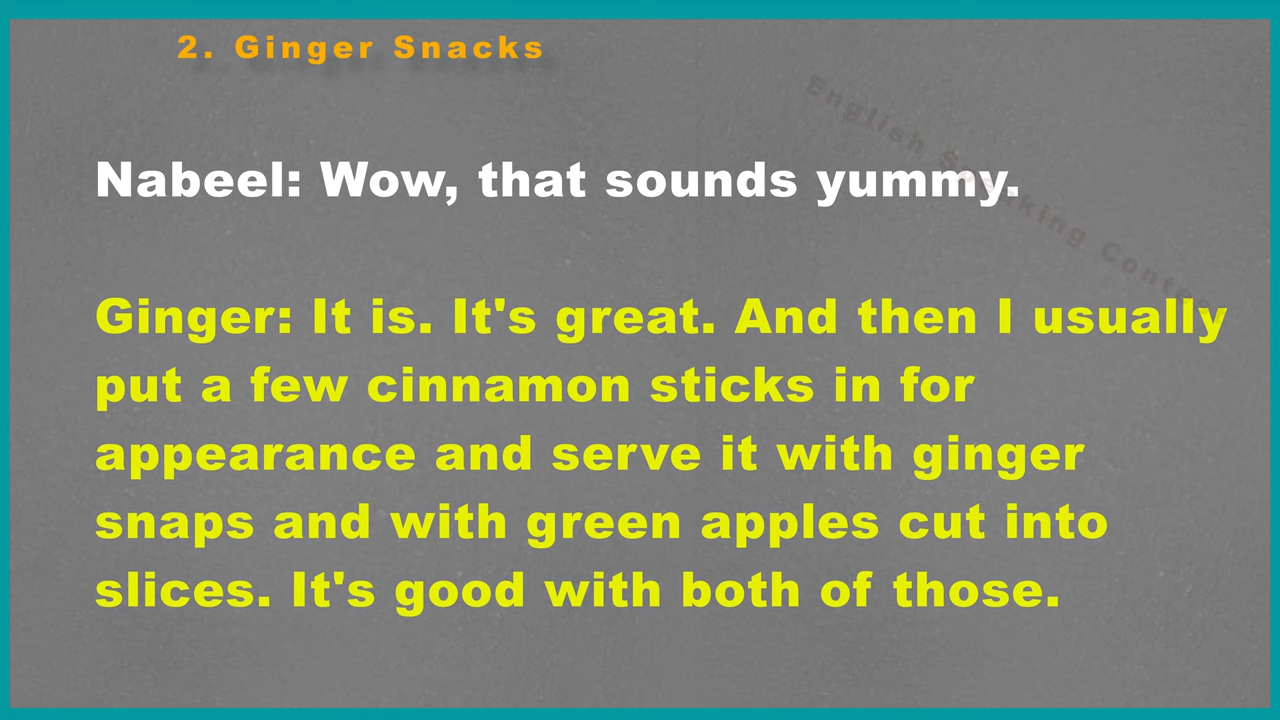 2. Ginger Snacks
English Speaking
Nabeel: Wow, that sounds yummy.
Ginger: It is. It's great. And then I usually
put a few cinnamon sticks in for
appearance and serve it with ginger
snaps and with green apples cut into
slices. It's good with both of those.